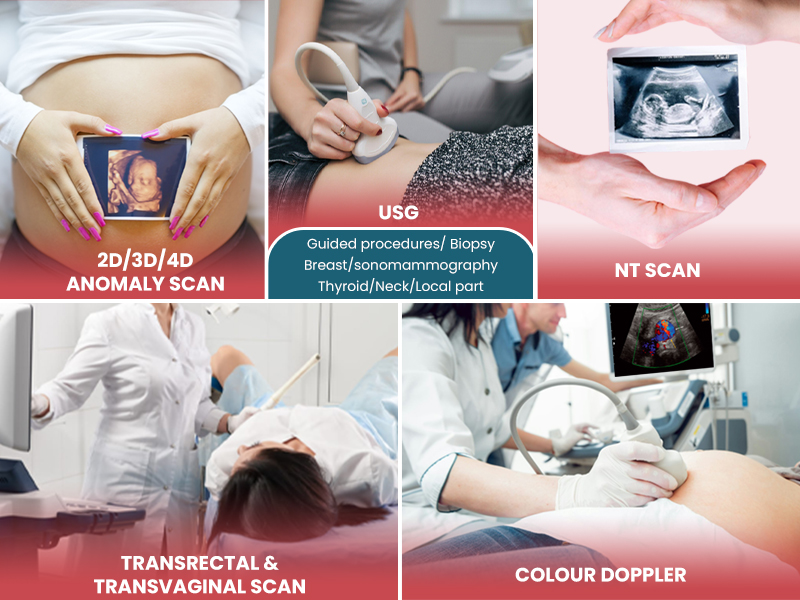 2D/3D/4D
ANOMALY SCAN
USG
Guided procedures/ Biopsy
Breast/sonomammography
Thyroid/Neck/Local part
NT SCAN
TRANSRECTAL &
TRANSVAGINAL SCAN
COLOUR DOPPLER